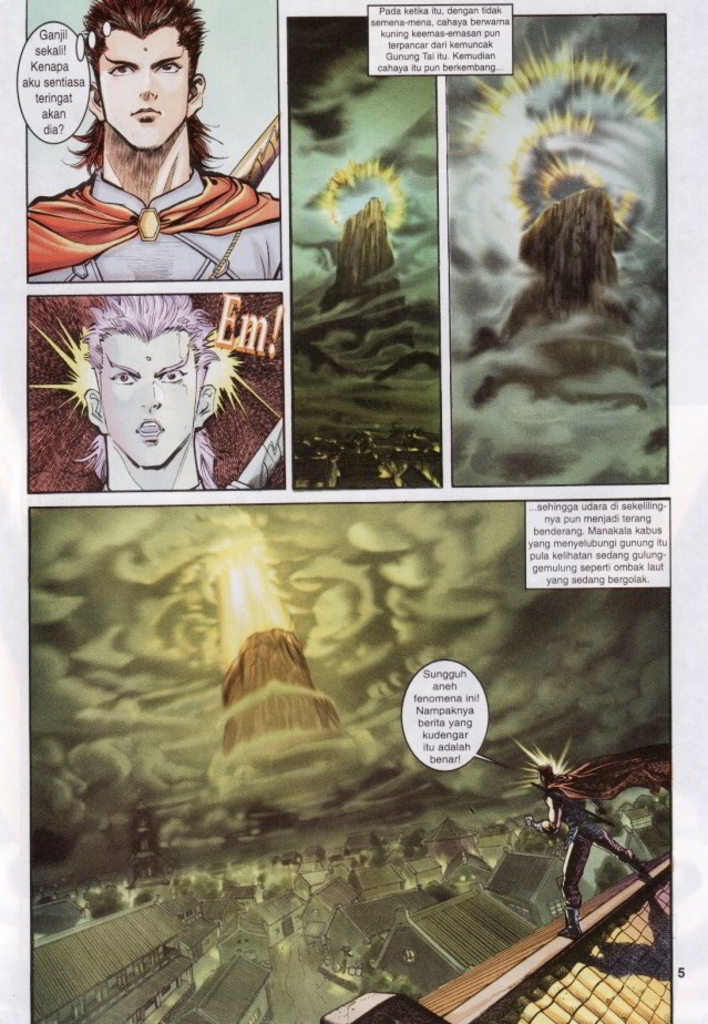 Ganjil
sekali!
Kenapa
aku sentiasa
teringat
akan
dia?
Pada ketika itu, dengan tidak
semena-mena, cahaya berwarna
kuning keemas-emasan pun
terpancar dari kemuncak
Gunung Tai itu. Kemudian
cahaya itu pun berkembang...
Em!
...sehingga udara di sekeliling-
nya pun menjadi terang
benderang. Manakala kabus
yang menyelubungi gunung itu
pula kelihatan sedang gulung-
gemulung seperti ombak laut
yang sedang bergolak.
Sungguh
aneh
fenomena ini!
Nampaknya
berita yang
kudengar
itu adalah
benar!
5